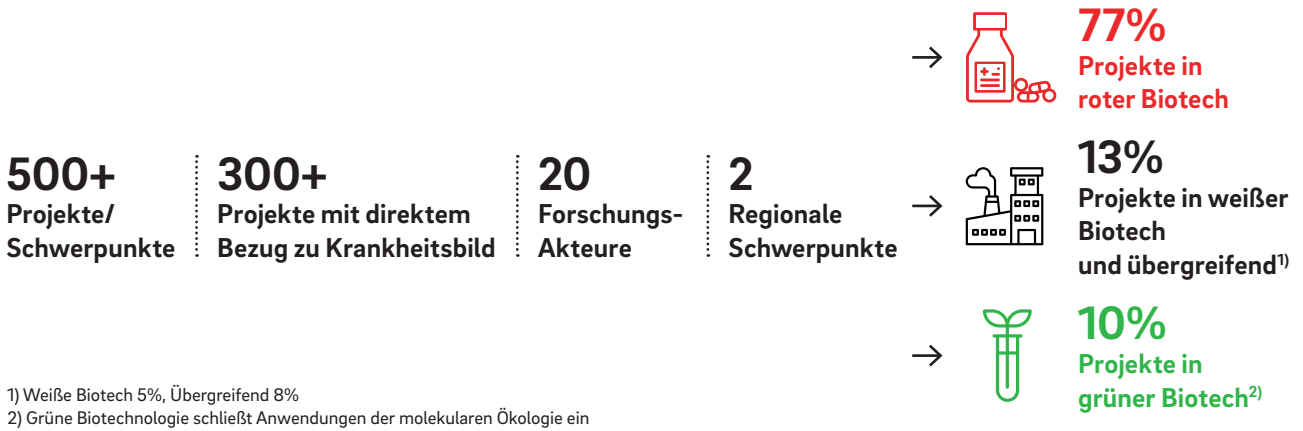 500+
Projekte/
Schwerpunkte
300+
Projekte mit direktem
Bezug zu Krankheitsbild
20
Forschungs-
Akteure
2
Regionale
Schwerpunkte
77%
Projekte in
roter Biotech
13%
Projekte in weißer
Biotech
und übergreifend1)
10%
Projekte in
grüner Biotech2)
1) Weiße Biotech 5%, Übergreifend 8%
2) Grüne Biotechnologie schließt Anwendungen der molekularen Ökologie ein